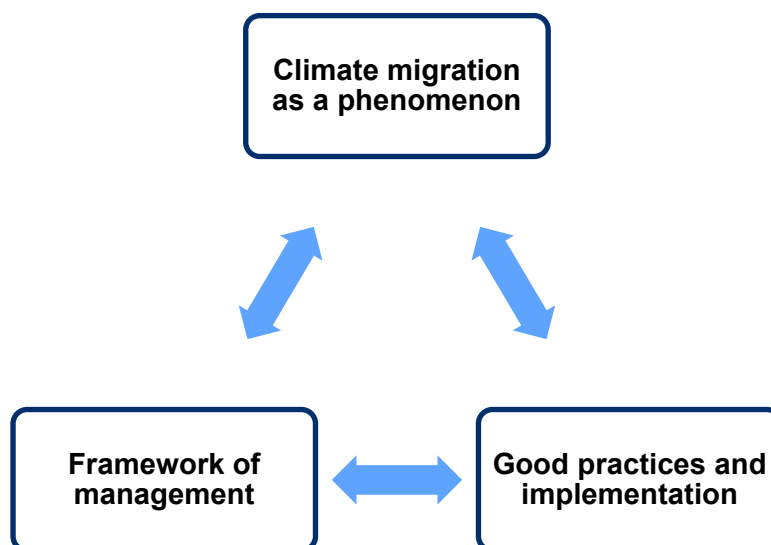 Climate migration
as a phenomenon
Framework of
management
Good practices and
implementation